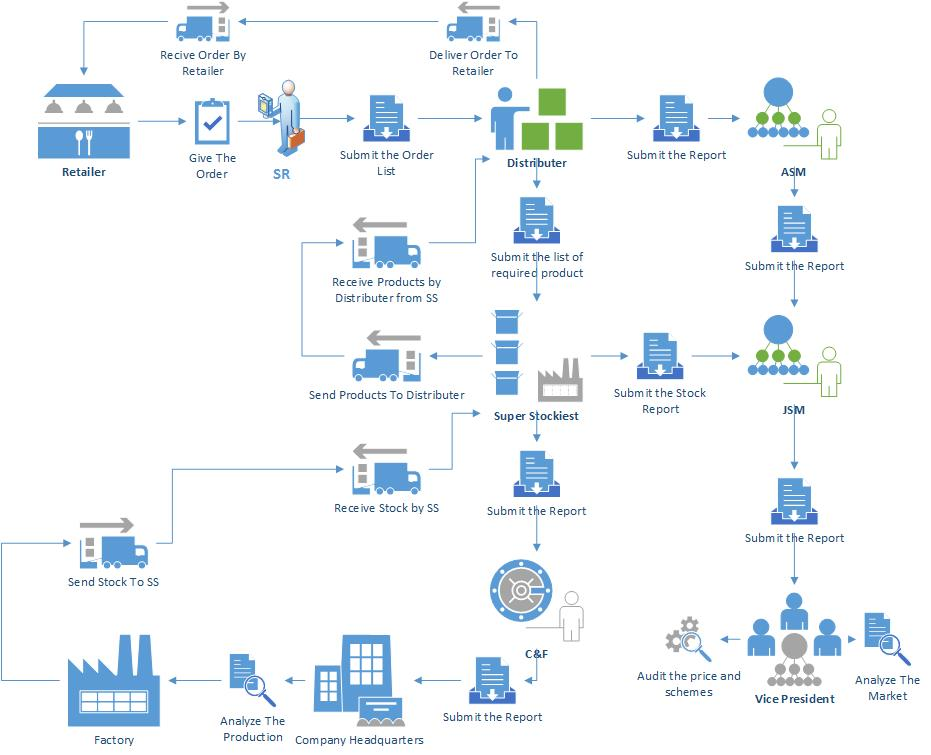 Recive Order By
Retailer
Deliver Order To
Retailer
Retailer
Give The
Order
SR
Submit the Order
List
Distributer
Submit the Report
ASM
Submit the list of
required product
Submit the Report
Receive Products by
Distributer from SS
Send Products To Distributer
Super Stockiest
Submit the Stock
Report
JSM
Receive Stock by SS
Submit the Report
Submit the Report
Send Stock To SS
C&F
Audit the price and
schemes
Vice President
Analyze The
Market
Factory
Analyze The
Production
Company Headquarters
Submit the Report